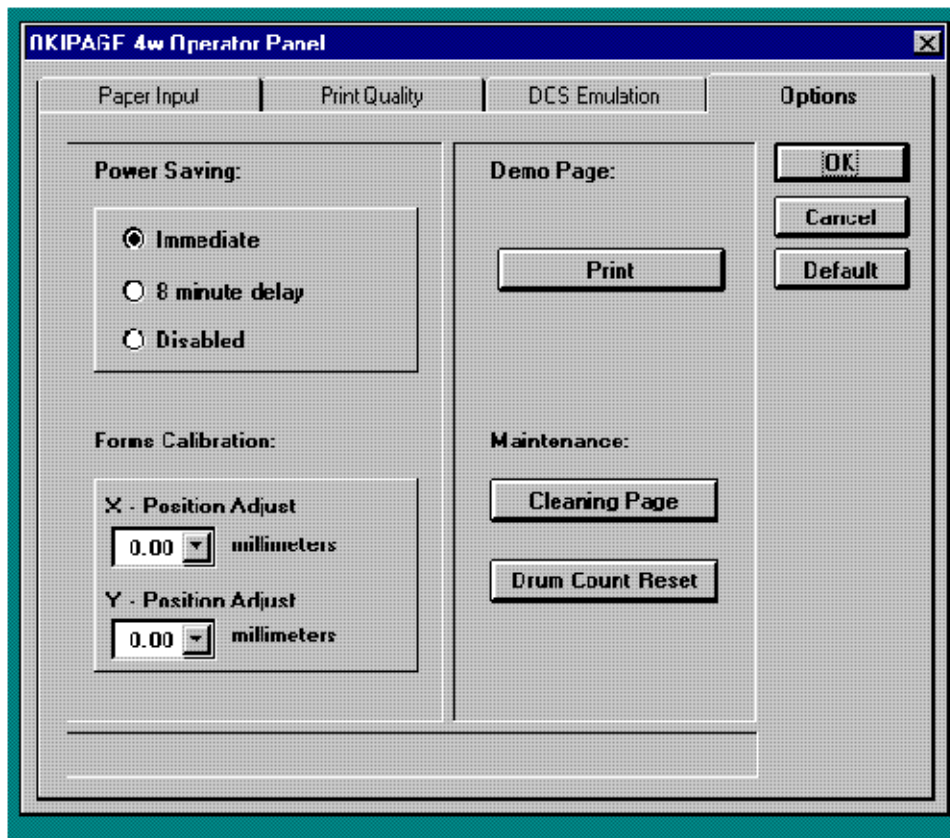 OKIPAGE 4w Operator Panel
Paper Input
Print Quality
DCS Emulation
Options
Power Saving:
Immediate
8 minute delay
Disabled
Forms Calibration:
X - Position Adjust
0.00 millimeters
Y - Position Adjust
0.00 millimeters
Demo Page:
Print
Maintenance:
Cleaning Page
Drum Count Reset
OK
Cancel
Default